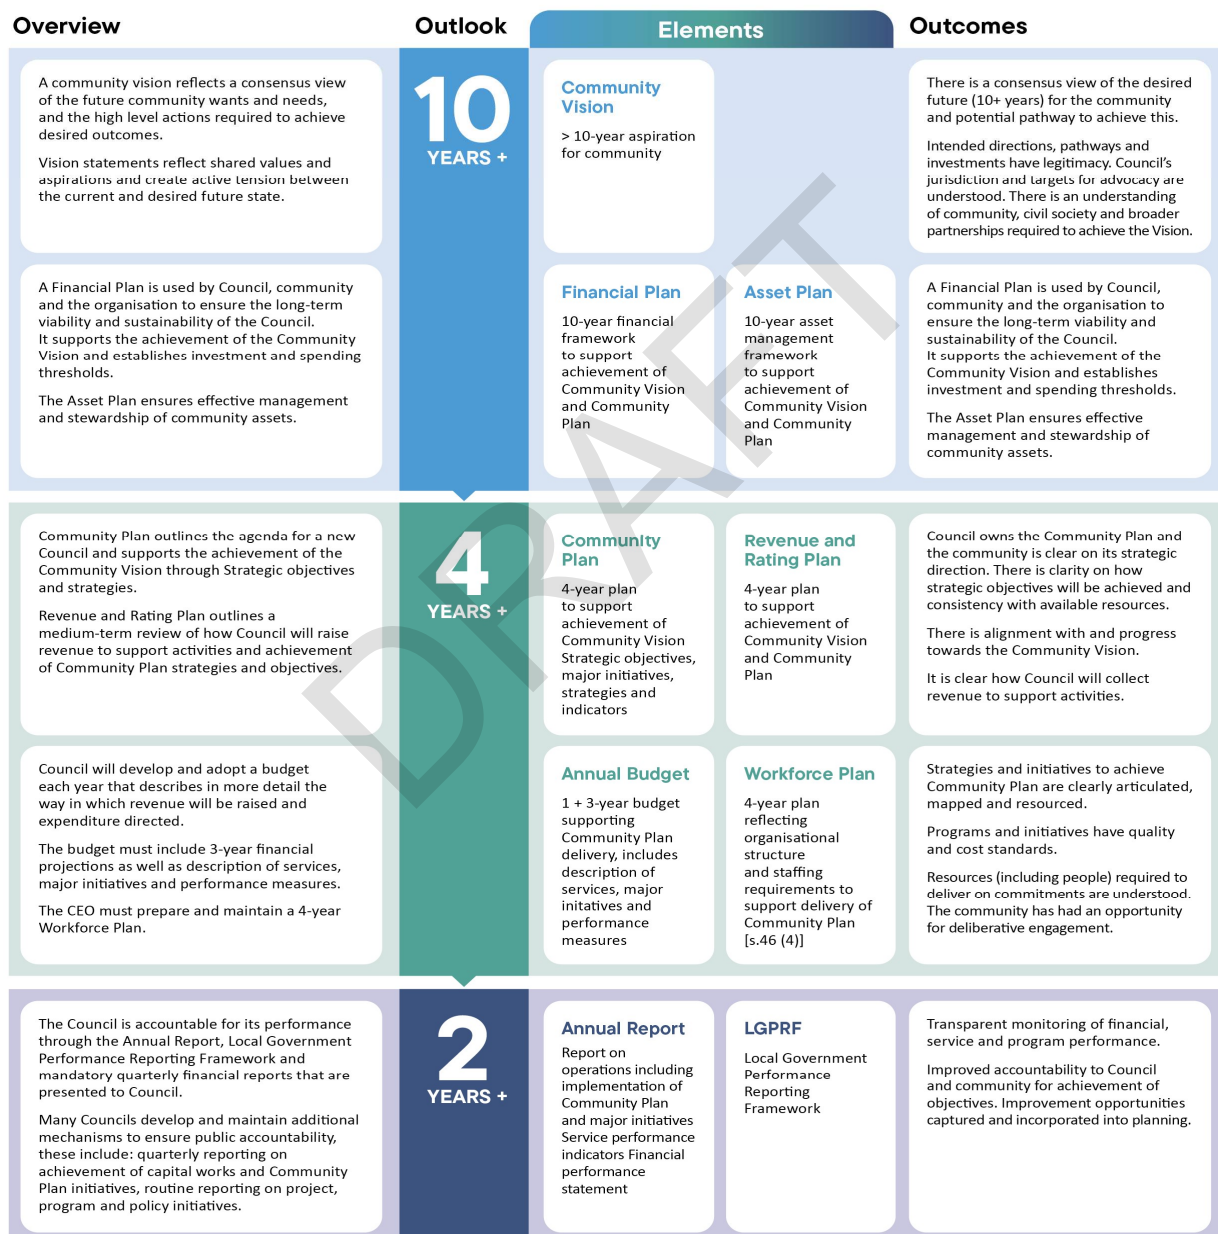 Overview
Outlook
Elements
Outcomes
A community vision reflects a consensus view
of the future community wants and needs,
and the high level actions required to achieve
desired outcomes.
Vision statements reflect shared values and
aspirations and create active tension between
the current and desired future state.
10
YEARS +
Community
Vision
> 10-year aspiration
for community
There is a consensus view of the desired
future (10+ years) for the community
and potential pathway to achieve this.
Intended directions, pathways and
investments have legitimacy. Council's
jurisdiction and targets for advocacy are
understood. There is an understanding
of community, civil society and broader
partnerships required to achieve the Vision.
A Financial Plan is used by Council, community
and the organisation to ensure the long-term
viability and sustainability of the Council.
It supports the achievement of the Community
Vision and establishes investment and spending
thresholds.
The Asset Plan ensures effective management
and stewardship of community assets.
Financial Plan
10-year financial
framework
to support
achievement of
Community Vision
and Community
Plan
Asset Plan
10-year asset
management
framework
to support
achievement of
Community Vision
and Community
Plan
A Financial Plan is used by Council,
community and the organisation to
ensure the long-term viability and
sustainability of the Council.
It supports the achievement of the
Community Vision and establishes
investment and spending thresholds.
The Asset Plan ensures effective
management and stewardship of
community assets.
Community Plan outlines the agenda for a new
Council and supports the achievement of the
Community Vision through Strategic objectives
and strategies.
Revenue and Rating Plan outlines a
medium-term review of how Council will raise
revenue to support activities and achievement
of Community Plan strategies and objectives.
4
YEARS +
Community
Plan
4-year plan
to support
achievement of
Community Vision
Strategic objectives,
major initiatives,
strategies and
indicators
Revenue and
Rating Plan
4-year plan
to support
achievement of
Community Vision
and Community
Plan
Council owns the Community Plan and
the community is clear on its strategic
direction. There is clarity on how
strategic objectives will be achieved and
consistency with available resources.
There is alignment with and progress
towards the Community Vision.
It is clear how Council will collect
revenue to support activities.
Council will develop and adopt a budget
each year that describes in more detail the
way in which revenue will be raised and
expenditure directed.
The budget must include 3-year financial
projections as well as description of services,
major initiatives and performance measures.
The CEO must prepare and maintain a 4-year
Workforce Plan.
Annual Budget
1 + 3-year budget
supporting
Community Plan
delivery, includes
description of
services, major
initatives and
performance
measures
Workforce Plan
4-year plan
reflecting
organisational
structure
and staffing
requirements to
support delivery of
Community Plan
[s.46 (4)]
Strategies and initiatives to achieve
Community Plan are clearly articulated,
mapped and resourced.
Programs and initiatives have quality
and cost standards.
Resources (including people) required to
deliver on commitments are understood.
The community has had an opportunity
for deliberative engagement.
The Council is accountable for its performance
through the Annual Report, Local Government
Performance Reporting Framework and
mandatory quarterly financial reports that are
presented to Council.
Many Councils develop and maintain additional
mechanisms to ensure public accountability,
these include: quarterly reporting on
achievement of capital works and Community
Plan initiatives, routine reporting on project,
program and policy initiatives.
2
YEARS +
Annual Report
Report on
operations including
implementation of
Community Plan
and major initiatives
Service performance
indicators Financial
performance
statement
LGPRF
Local Government
Performance
Reporting
Framework
Transparent monitoring of financial,
service and program performance.
Improved accountability to Council
and community for achievement of
objectives. Improvement opportunities
captured and incorporated into planning.
DRAFT